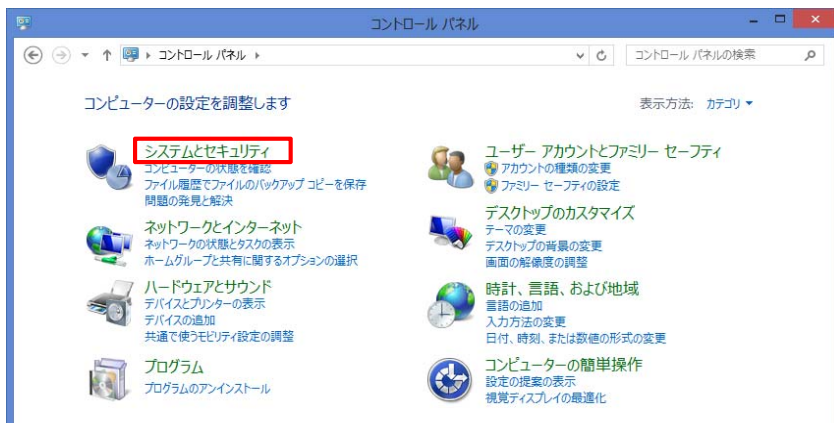 コントロール パネル
コントロール パネル
コントロール パネルの検索
コンピューターの設定を調整します
表示方法: カテゴリ
システムとセキュリティ
コンピューターの状態を確認
ファイル履歴でファイルのバックアップ コピーを保存
問題の発見と解決
ネットワークとインターネット
ネットワークの状態とタスクの表示
ホームグループと共有に関するオプションの選択
ハードウェアとサウンド
デバイスとプリンターの表示
デバイスの追加
共通で使うモビリティ設定の調整
プログラム
プログラムのアンインストール
ユーザー アカウントとファミリー セーフティ
アカウントの種類の変更
ファミリー セーフティの設定
デスクトップのカスタマイズ
テーマの変更
デスクトップの背景の変更
画面の解像度の調整
時計、言語、および地域
言語の追加
入力方法の変更
日付、時刻、または数値の形式の変更
コンピューターの簡単操作
設定の提案の表示
視覚ディスプレイの最適化